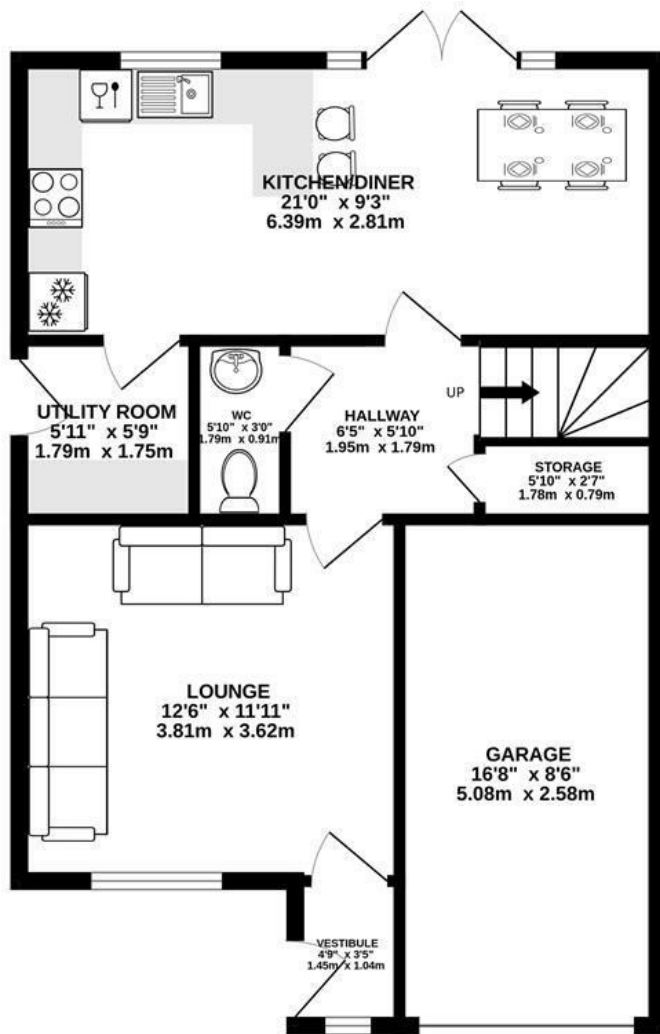 KITCHEN/DINER
21'0" x 9'3"
6.39m x 2.81m
UTILITY ROOM
5'11" x 5'9"
1.79m x 1.75m
WC
5'10" x 3'0"
1.79m x 0.91m
HALLWAY
6'5" x 5'10"
1.95m x 1.79m
UP
STORAGE
5'10" x 2'7"
1.78m x 0.79m
LOUNGE
12'6" x 11'11"
3.81m x 3.62m
GARAGE
16'8" x 8'6"
5.08m x 2.58m
VESTIBULE
4'9" x 3'5"
1.45m x 1.04m